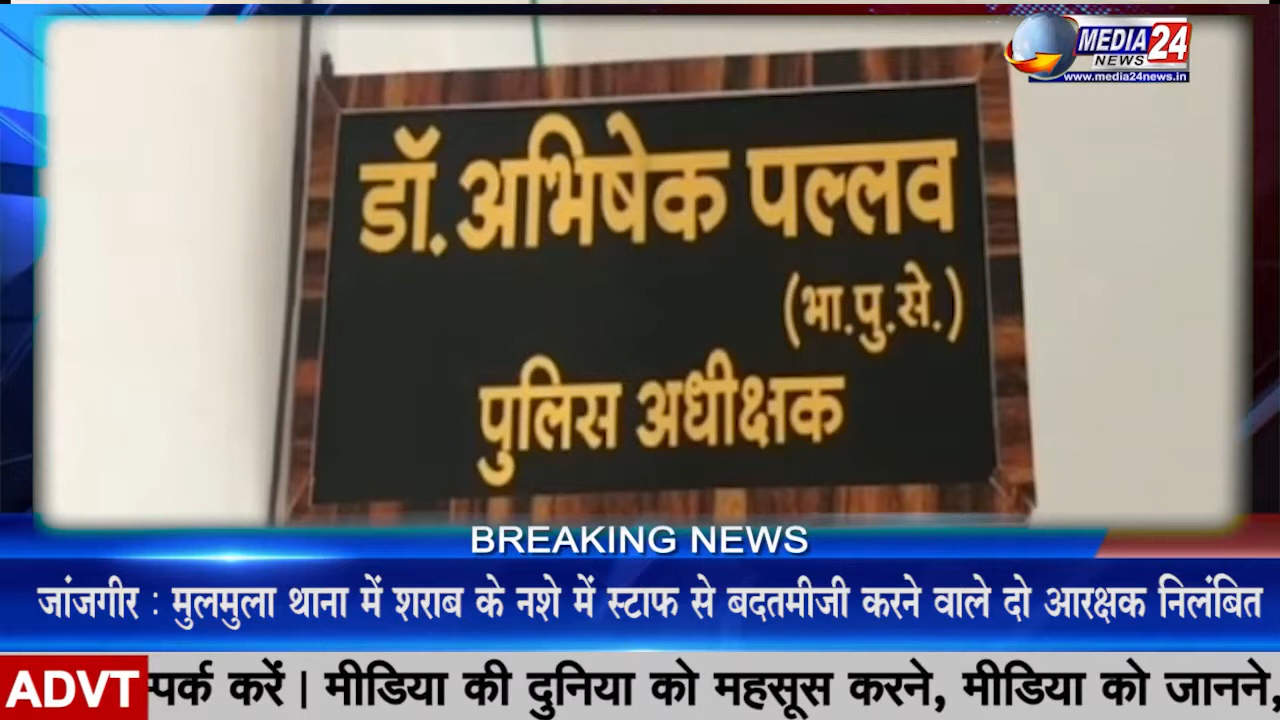 MEDIA 24
NEWS
www.media24news.in
डॉ. अभिषेक पल्लव
(भा.पु.से.)
पुलिस अधीक्षक
BREAKING NEWS
जांजगीर : मुलमुला थाना में शराब के नशे में स्टाफ से बदतमीजी करने वाले दो आरक्षक निलंबित
ADVT र्क करें | मीडिया की दुनिया को महसूस करने, मीडिया को जानने,